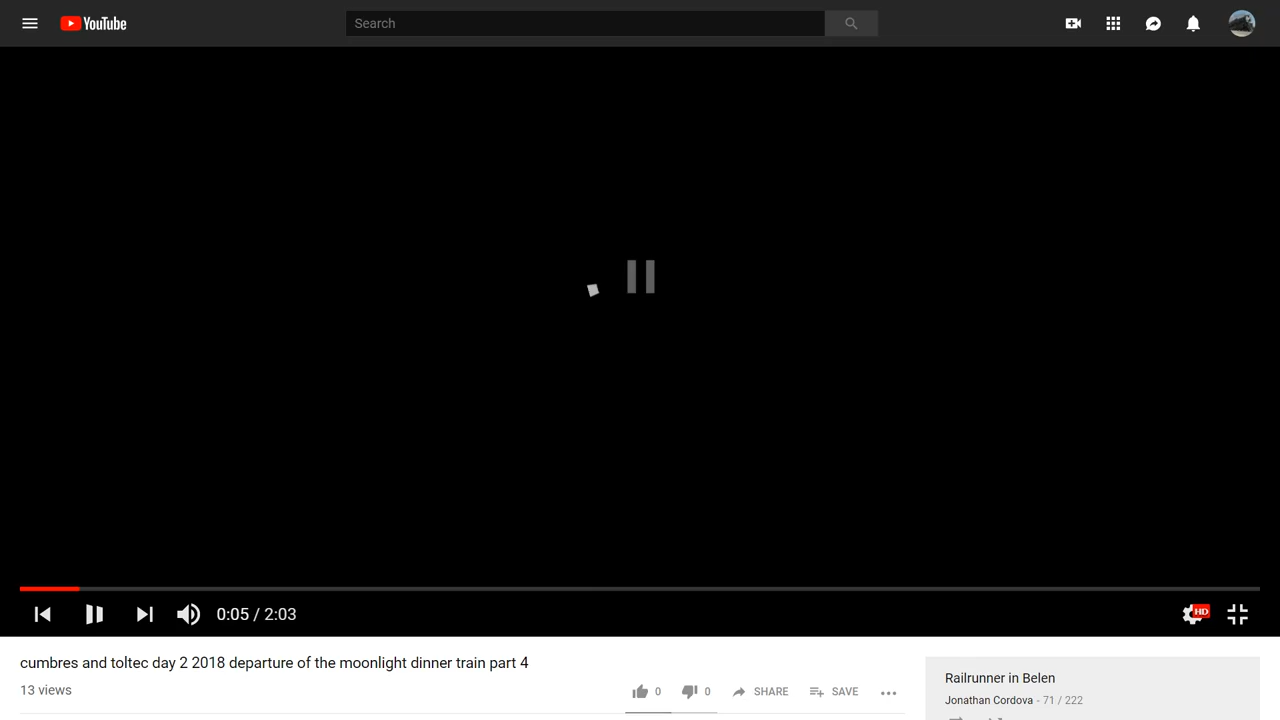 YouTube
Search
0:05 / 2:03
HD
cumbres and toltec day 2 2018 departure of the moonlight dinner train part 4
13 views
0
0
SHARE
SAVE
Railrunner in Belen
Jonathan Cordova - 71 / 222